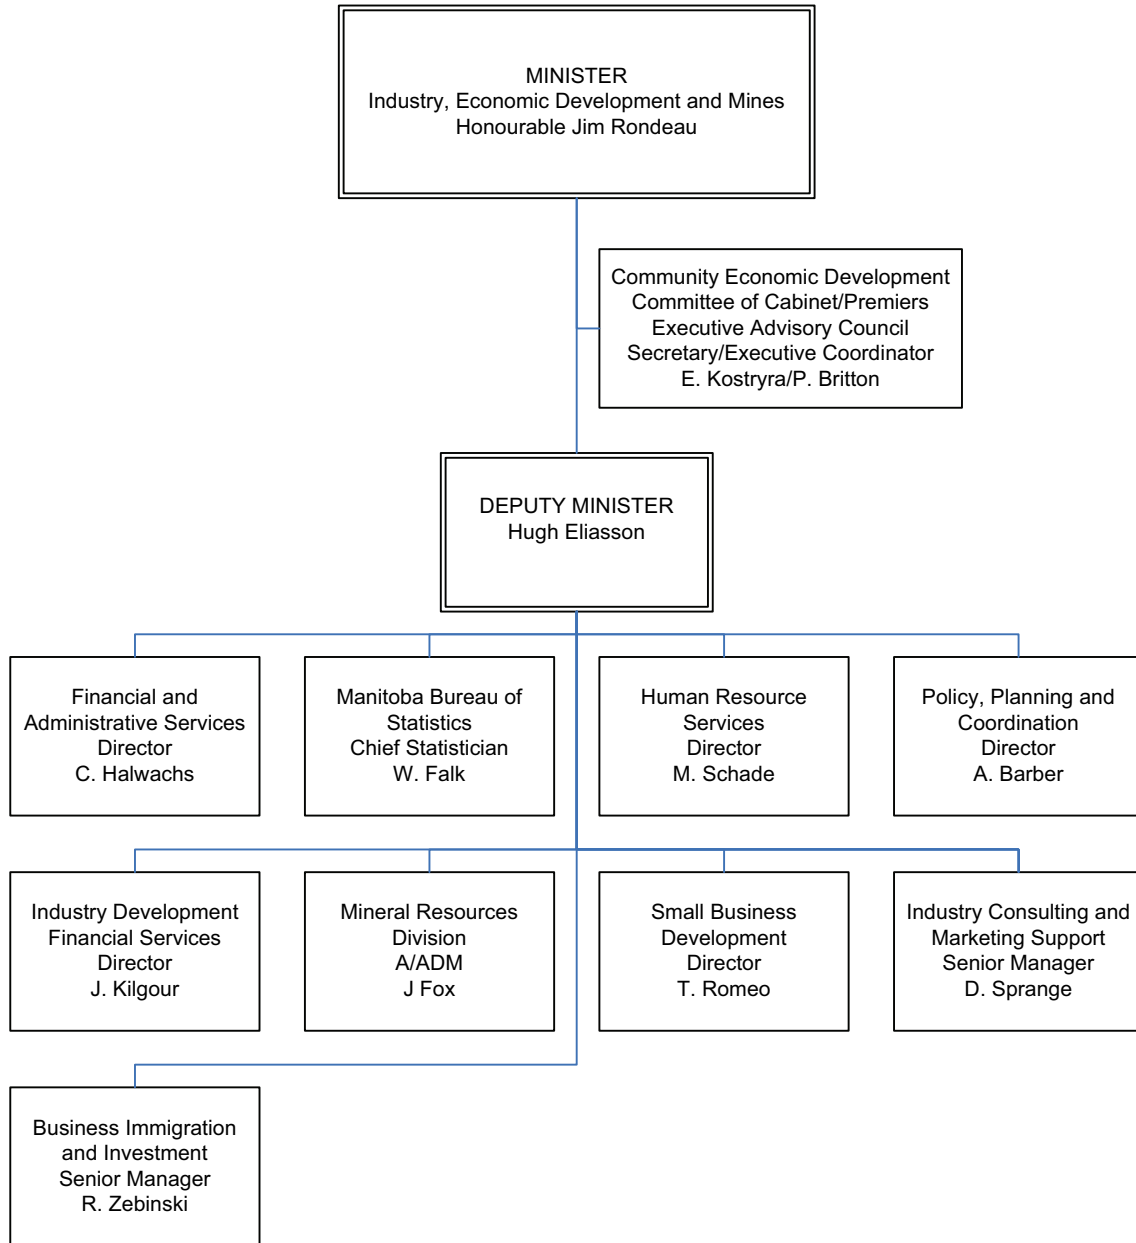 MINISTER
Industry, Economic Development and Mines
Honourable Jim Rondeau
Community Economic Development
Committee of Cabinet/Premiers
Executive Advisory Council
Secretary/Executive Coordinator
E. Kostryra/P. Britton
DEPUTY MINISTER
Hugh Eliasson
Financial and
Administrative Services
Director
C. Halwachs
Manitoba Bureau of
Statistics
Chief Statistician
W. Falk
Human Resource
Services
Director
M. Schade
Policy, Planning and
Coordination
Director
A. Barber
Industry Development
Financial Services
Director
J. Kilgour
Mineral Resources
Division
A/ADM
J Fox
Small Business
Development
Director
T. Romeo
Industry Consulting and
Marketing Support
Senior Manager
D. Sprange
Business Immigration
and Investment
Senior Manager
R. Zebinski